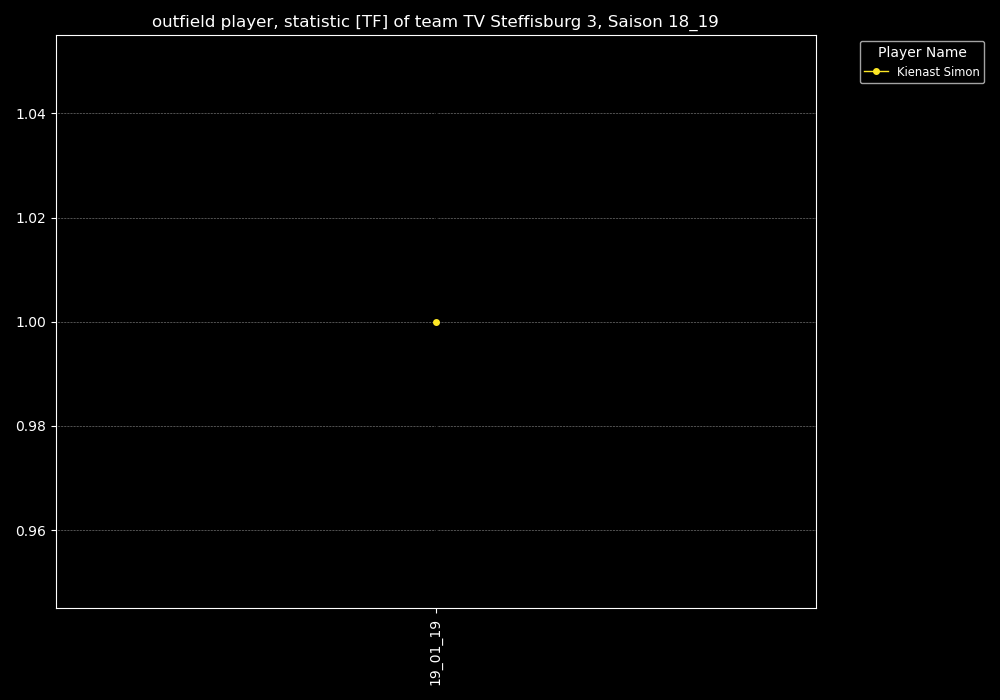 outfield player, statistic [TF] of team TV Steffisburg 3, Saison 18_19
Player Name
Kienast Simon
1.04
1.02
1.00
0.98
0.96
19_01_19